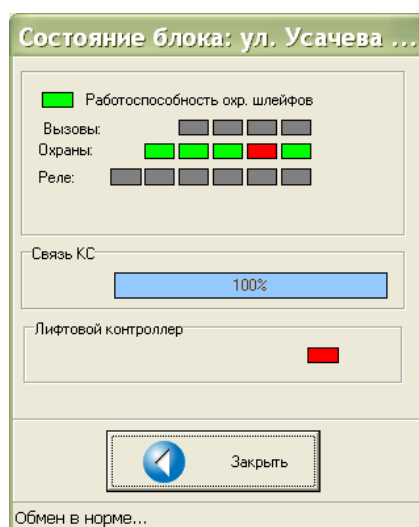 Состояние блока: ул. Усачева ...
Работоспособность охр. шлейфов
Вызовы:
Охраны:
Реле:
Связь КС
100%
Лифтовой контроллер
Закрыть
Обмен в норме...